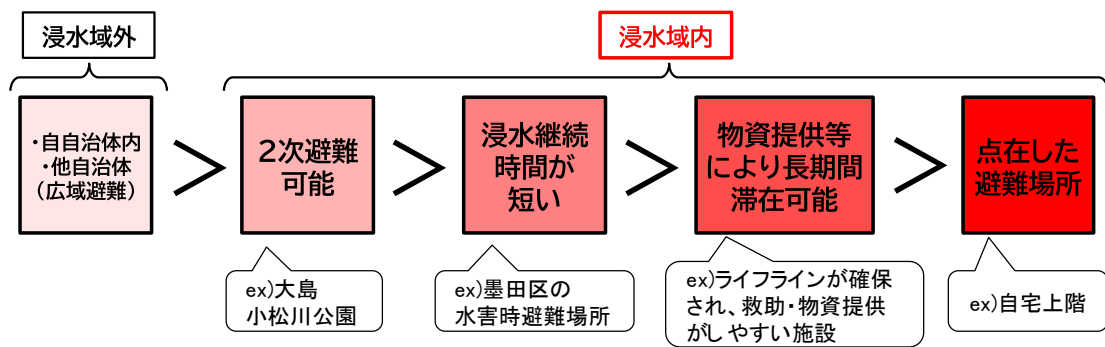 浸水域外
浸水域内
・自自治体内
・他自治体
(広域避難)
>
2次避難
可能
>
浸水継続
時間が
短い
>
物資提供等
により長期間
滞在可能
>
点在した
避難場所
ex)大島
小松川公園
ex)墨田区の
水害時避難場所
ex)ライフラインが確保
され、救助・物資提供
がしやすい施設
ex)自宅上階